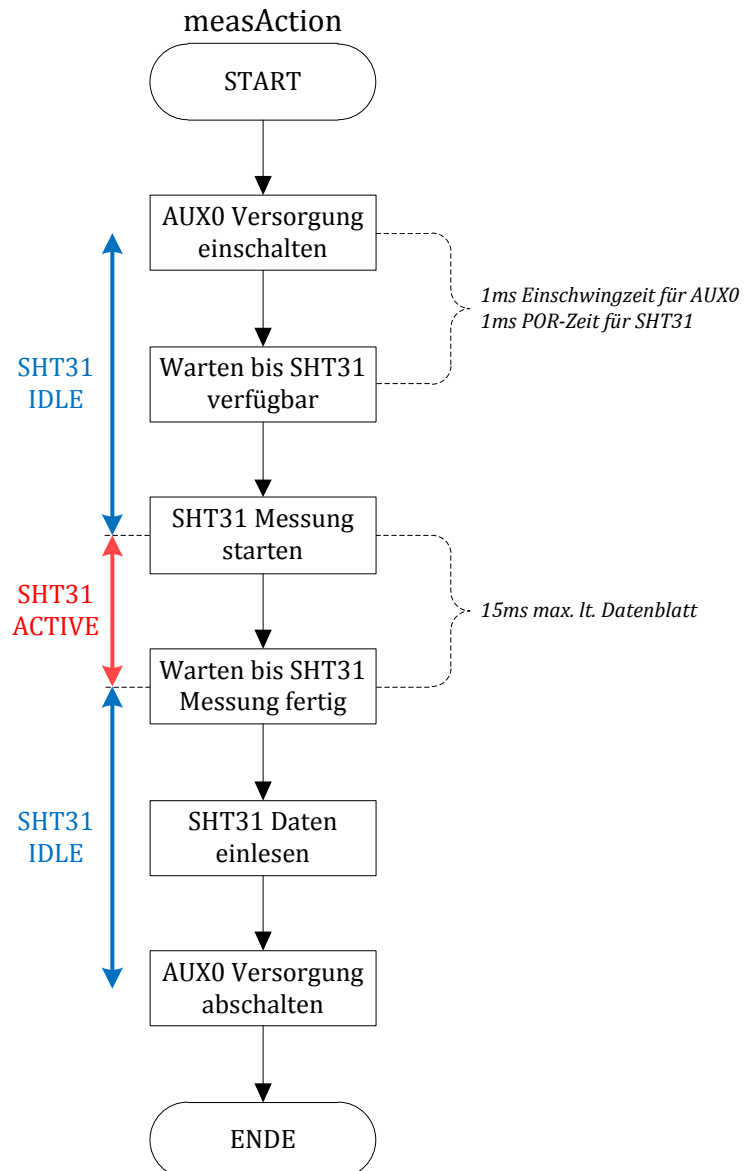 measAction
START
AUX0 Versorgung
einschalten
1ms Einschwingzeit für AUX0
1ms POR-Zeit für SHT31
SHT31
IDLE
Warten bis SHT31
verfügbar
SHT31 Messung
starten
SHT31
ACTIVE
15ms max. lt. Datenblatt
Warten bis SHT31
Messung fertig
SHT31
IDLE
SHT31 Daten
einlesen
AUX0 Versorgung
abschalten
ENDE